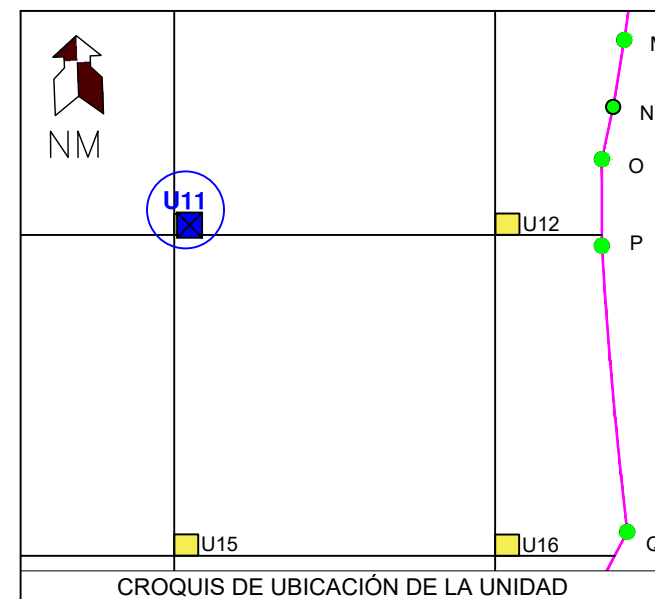 M
NM
N
O
U11
U12
P
U15
U16
Q
CROQUIS DE UBICACIÓN DE LA UNIDAD